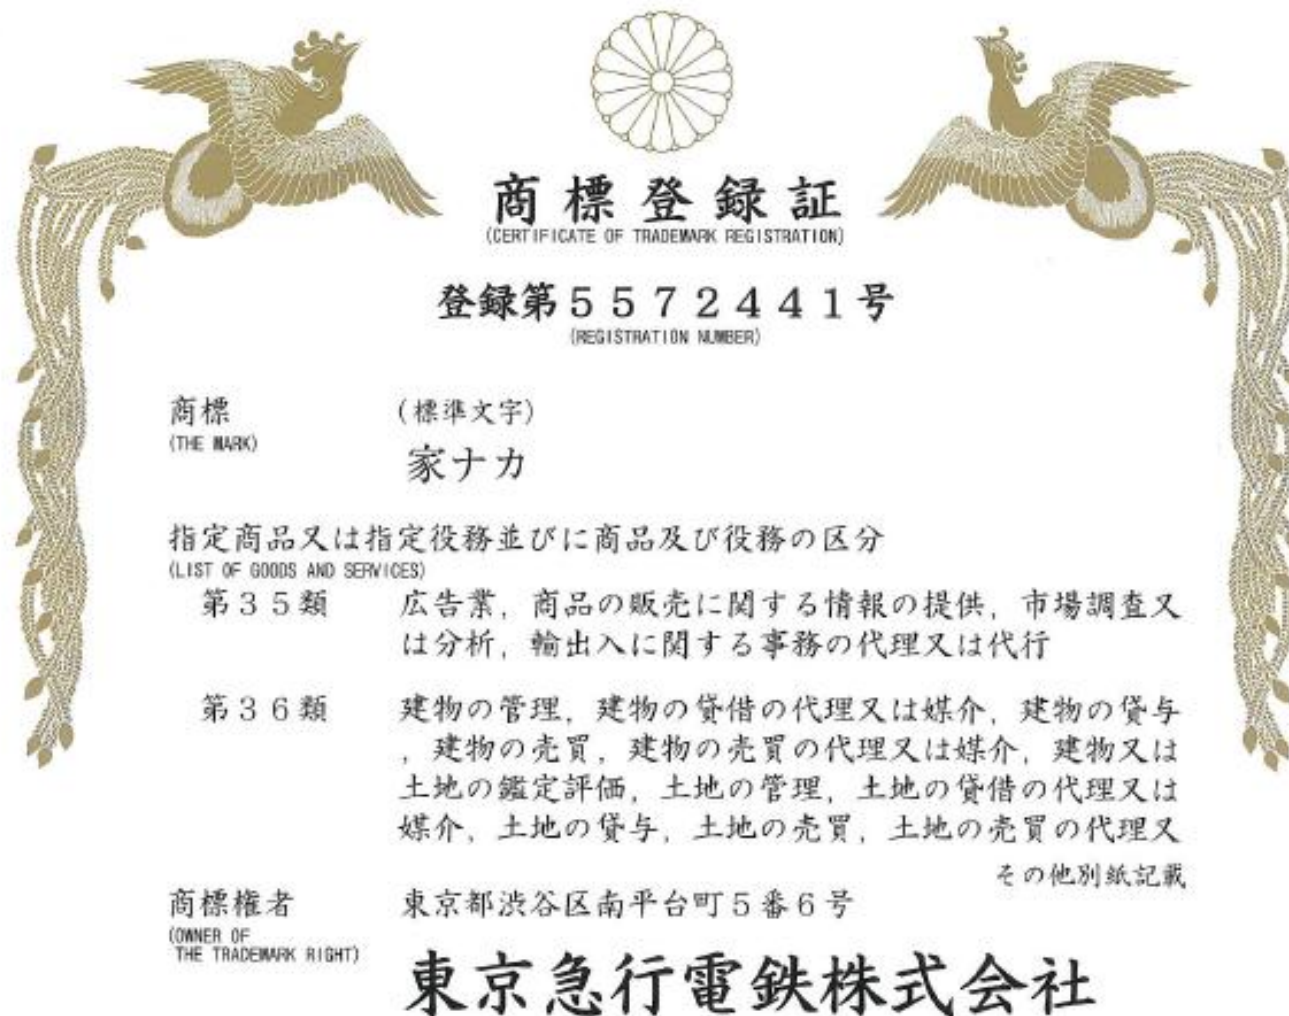 商標登録証
(CERTIFICATE OF TRADEMARK REGISTRATION)
登録第5572441号
(REGISTRATION NUMBER)
商標 (標準文字)
(THE MARK)
家ナカ
指定商品又は指定役務並びに商品及び役務の区分
(LIST OF GOODS AND SERVICES)
第35類 広告業，商品の販売に関する情報の提供，市場調査又
は分析，輸出入に関する事務の代理又は代行
第36類 建物の管理，建物の貸借の代理又は媒介，建物の貸与
，建物の売買，建物の売買の代理又は媒介，建物又は
土地の鑑定評価，土地の管理，土地の貸借の代理又は
媒介，土地の貸与，土地の売買，土地の売買の代理又
その他別紙記載
商標権者 東京都渋谷区南平台町5番6号
(OWNER OF
THE TRADEMARK RIGHT)
東京急行電鉄株式会社